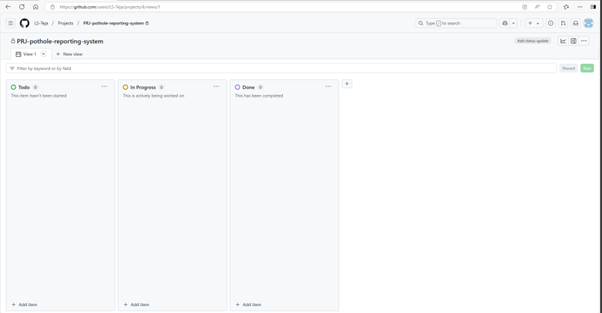 https://github.com/users/LS-Teja/projects/4/views/1
LS-Teja / Projects / PRJ-pothole-reporting-system
Type / to search
PRJ-pothole-reporting-system
Add status update
View 1
+ New view
Filter by keyword or by field
Discard
Save
Todo 0
This item hasn't been started
In Progress 0
This is actively being worked on
Done 0
This has been completed
+
+ Add item
+ Add item
+ Add item